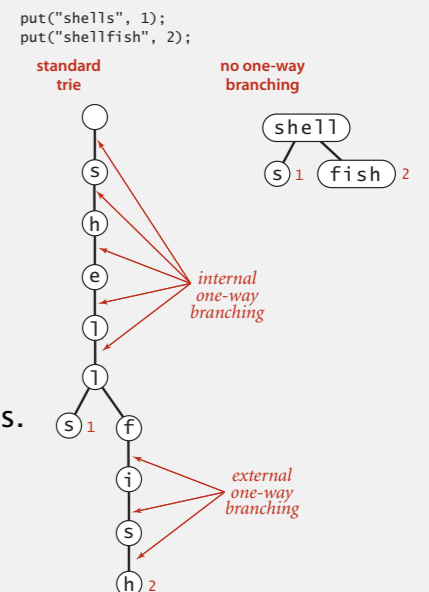 put("shells", 1);
put("shellfish", 2);
standard
trie
no one-way
branching
shell
s 1 fish 2
s
h
e
l
l
internal
one-way
branching
s.
s 1 f
i
s
h 2
external
one-way
branching